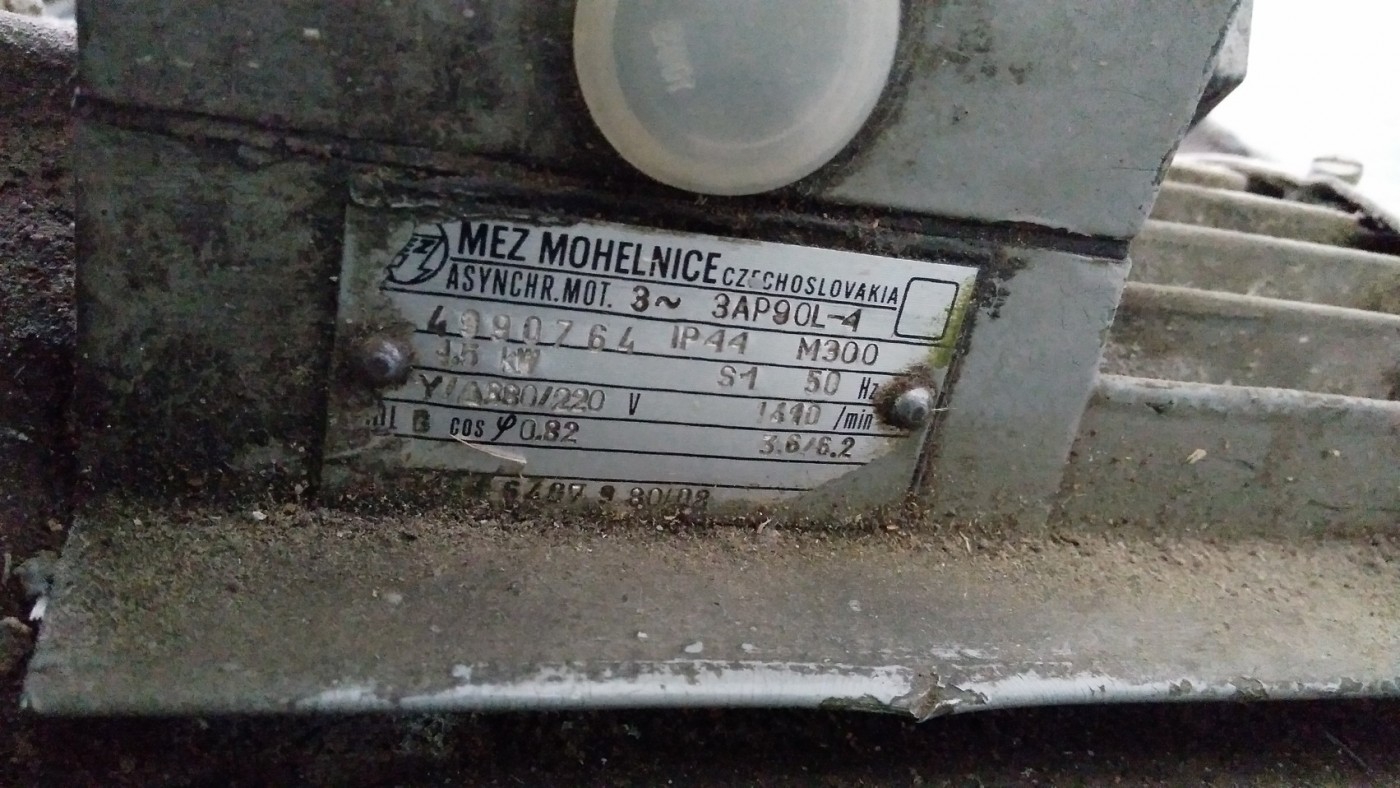 MEZ MOHELNICE CZECHOSLOVAKIA
ASYNCHR. MOT. 3~ 3AP90L-4
4990764 IP44 M300
1.5 kW S1 50 Hz
Y/Δ380/220 V 1410 /min
B cos φ 0.82 3.6/6.2